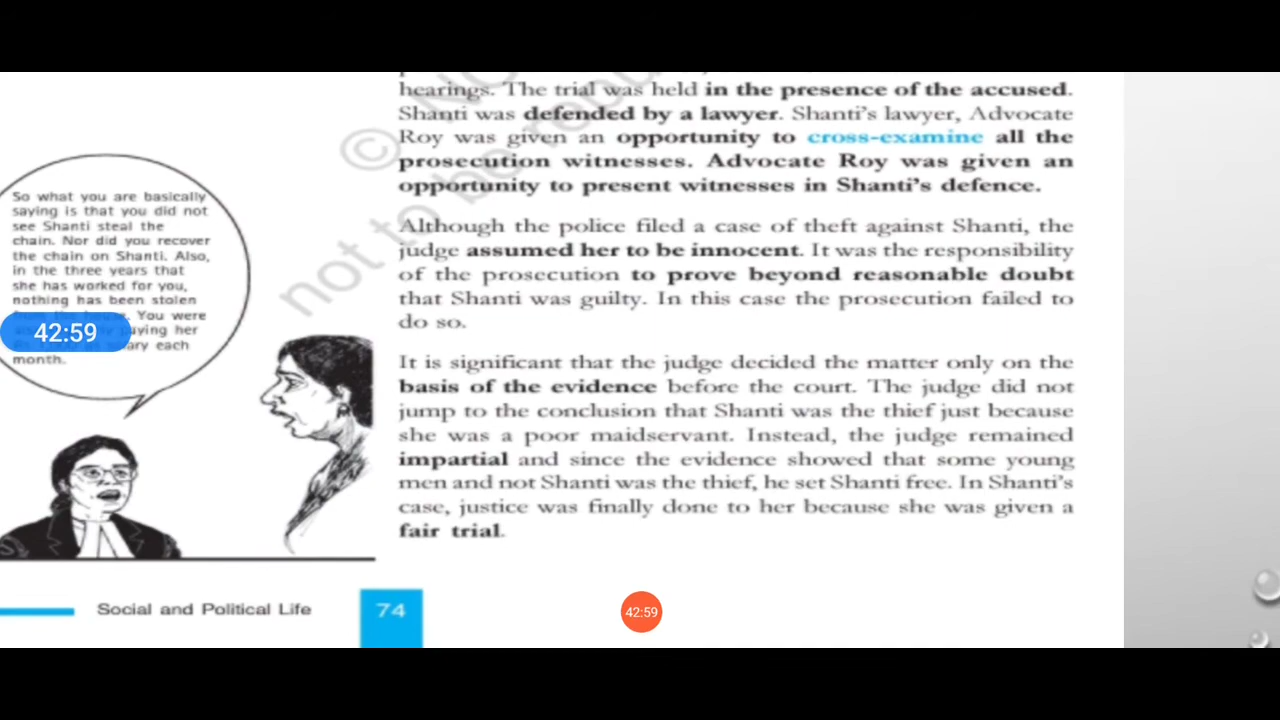 hearings. The trial was held in the presence of the accused.
Shanti was defended by a lawyer. Shanti's lawyer, Advocate
Roy was given an opportunity to cross-examine all the
prosecution witnesses. Advocate Roy was given an
opportunity to present witnesses in Shanti's defence.
So what you are basically
saying is that you did not
see Shanti steal the
chain. Nor did you recover
the chain on Shanti. Also,
in the three years that
she has worked for you,
nothing has been stolen
from the house. You were
paying her
each
month.
42:59
Although the police filed a case of theft against Shanti, the
judge assumed her to be innocent. It was the responsibility
of the prosecution to prove beyond reasonable doubt
that Shanti was guilty. In this case the prosecution failed to
do so.
It is significant that the judge decided the matter only on the
basis of the evidence before the court. The judge did not
jump to the conclusion that Shanti was the thief just because
she was a poor maidservant. Instead, the judge remained
impartial and since the evidence showed that some young
men and not Shanti was the thief, he set Shanti free. In Shanti's
case, justice was finally done to her because she was given a
fair trial.
Social and Political Life
74
42:59
© NC
not to be repu